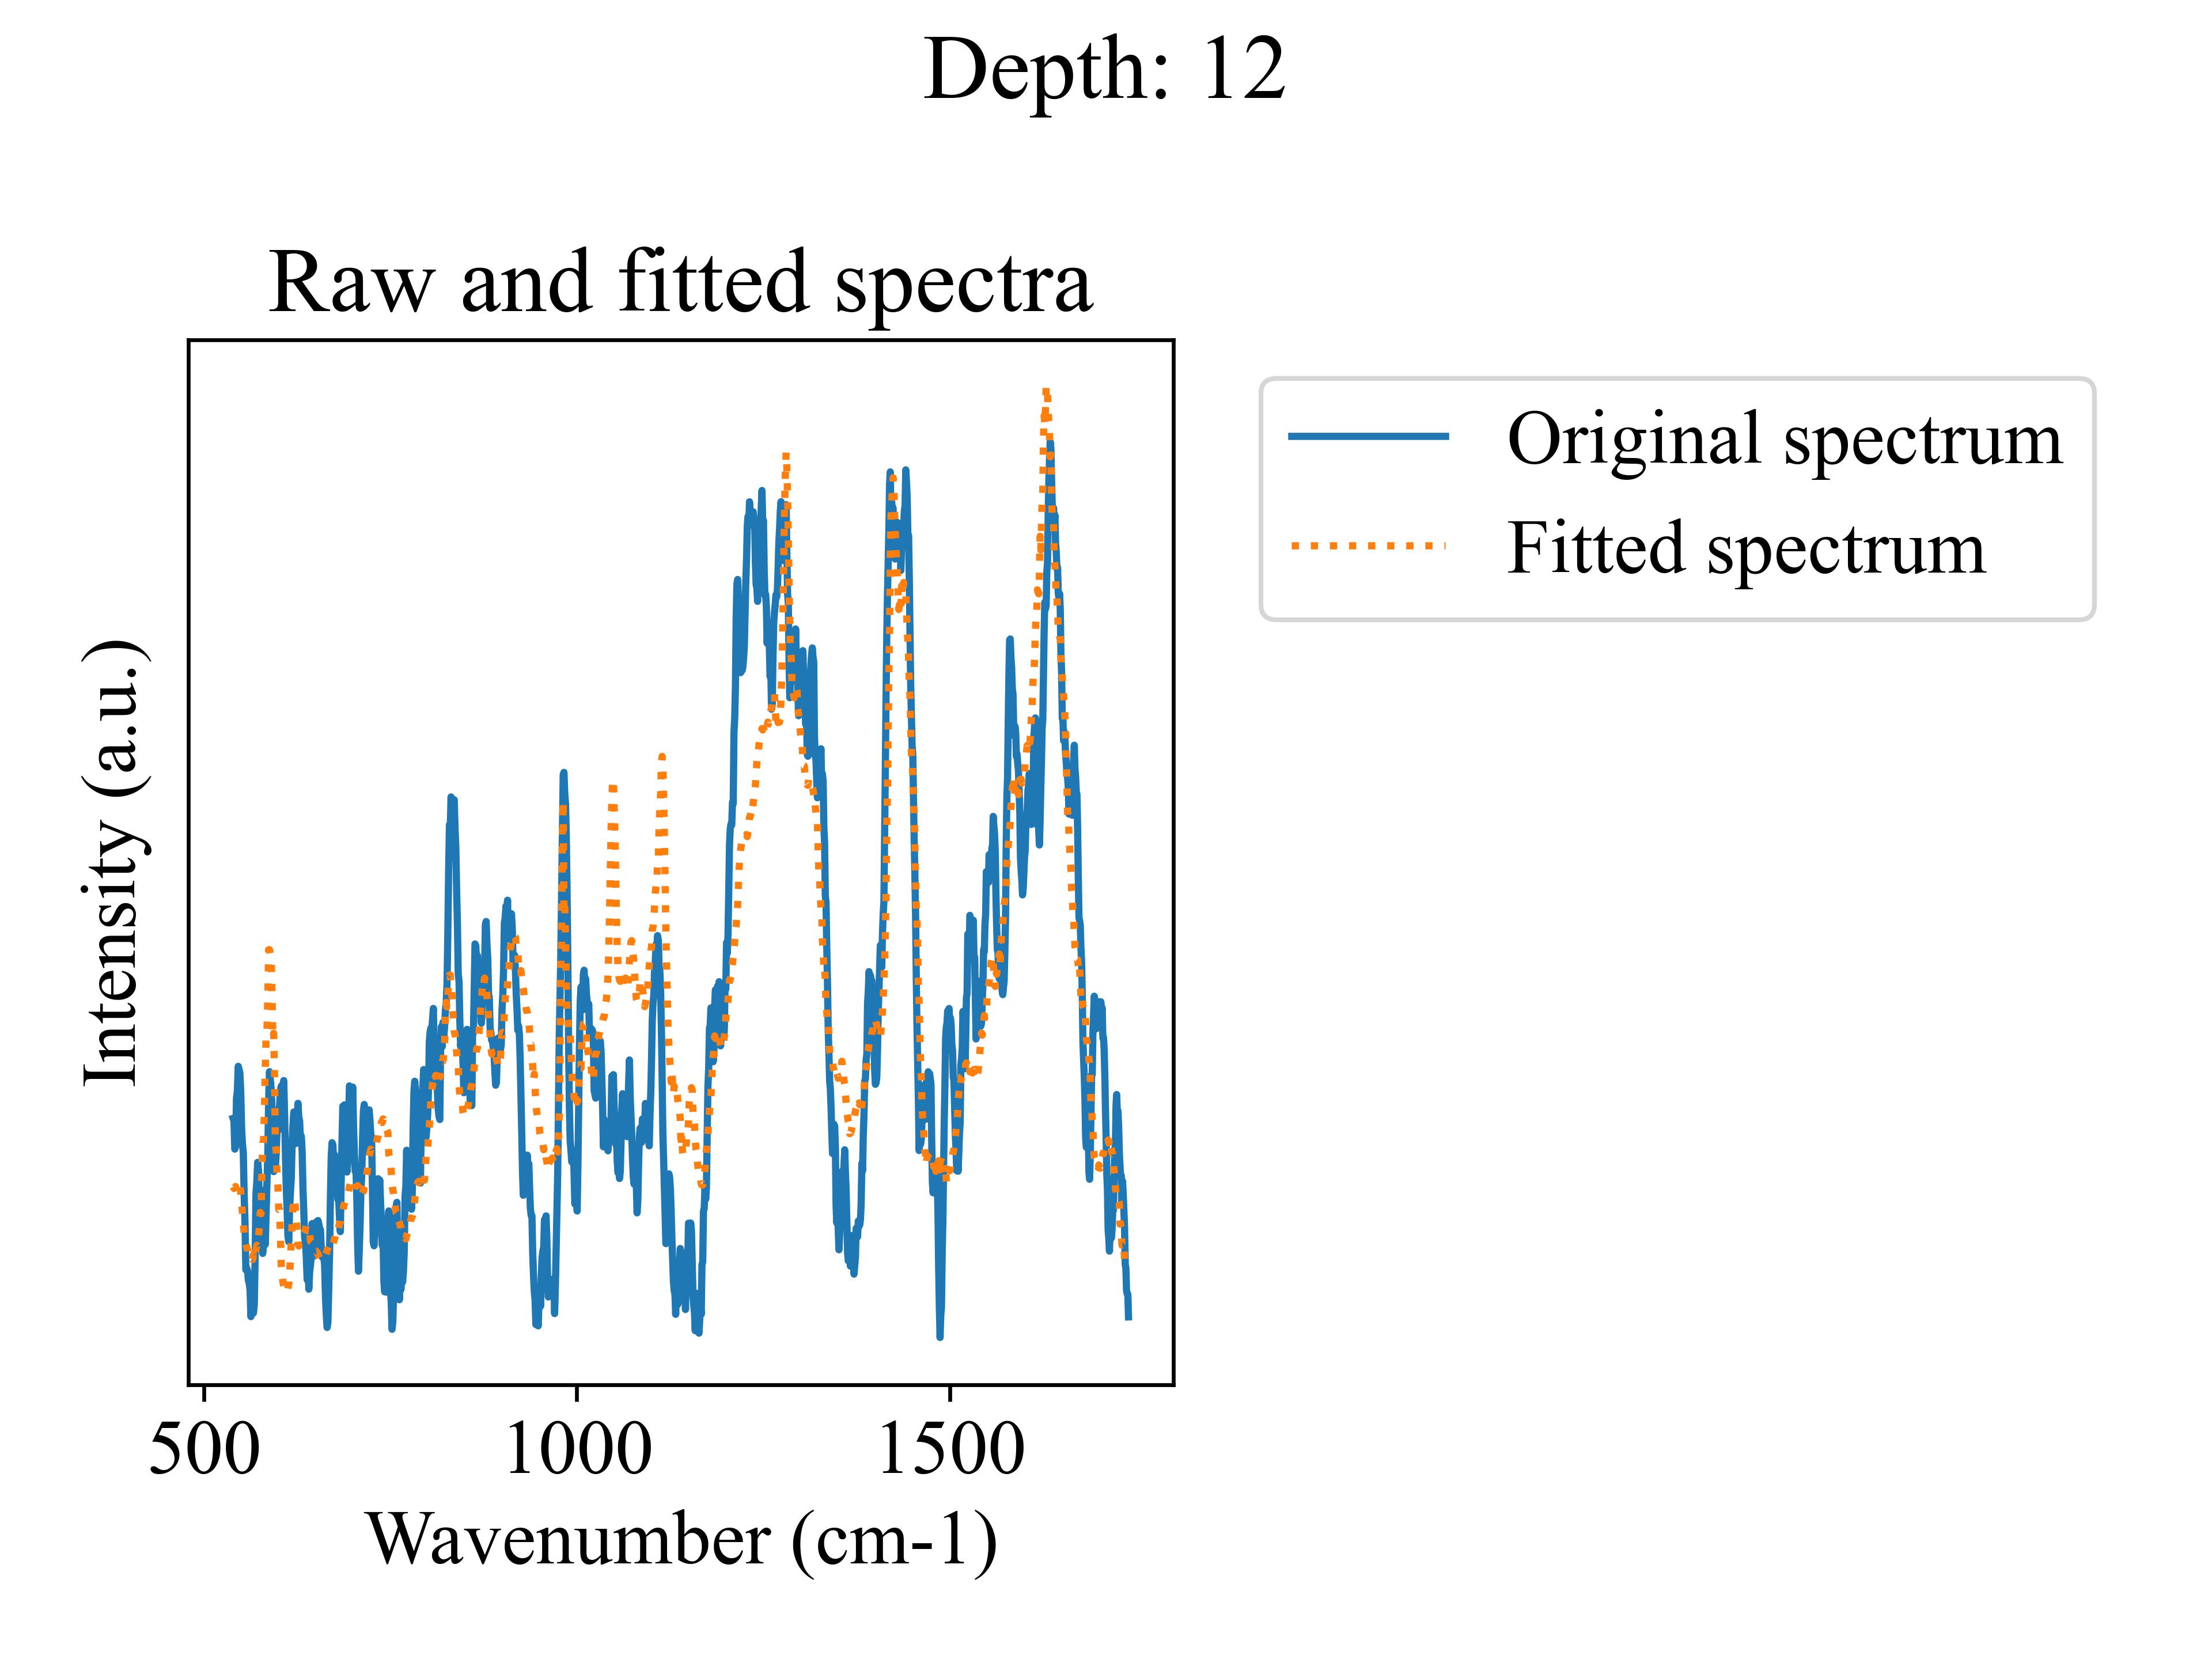 Depth: 12
Raw and fitted spectra
Original spectrum
Fitted spectrum
Intensity (a.u.)
500 1000 1500
Wavenumber (cm-1)